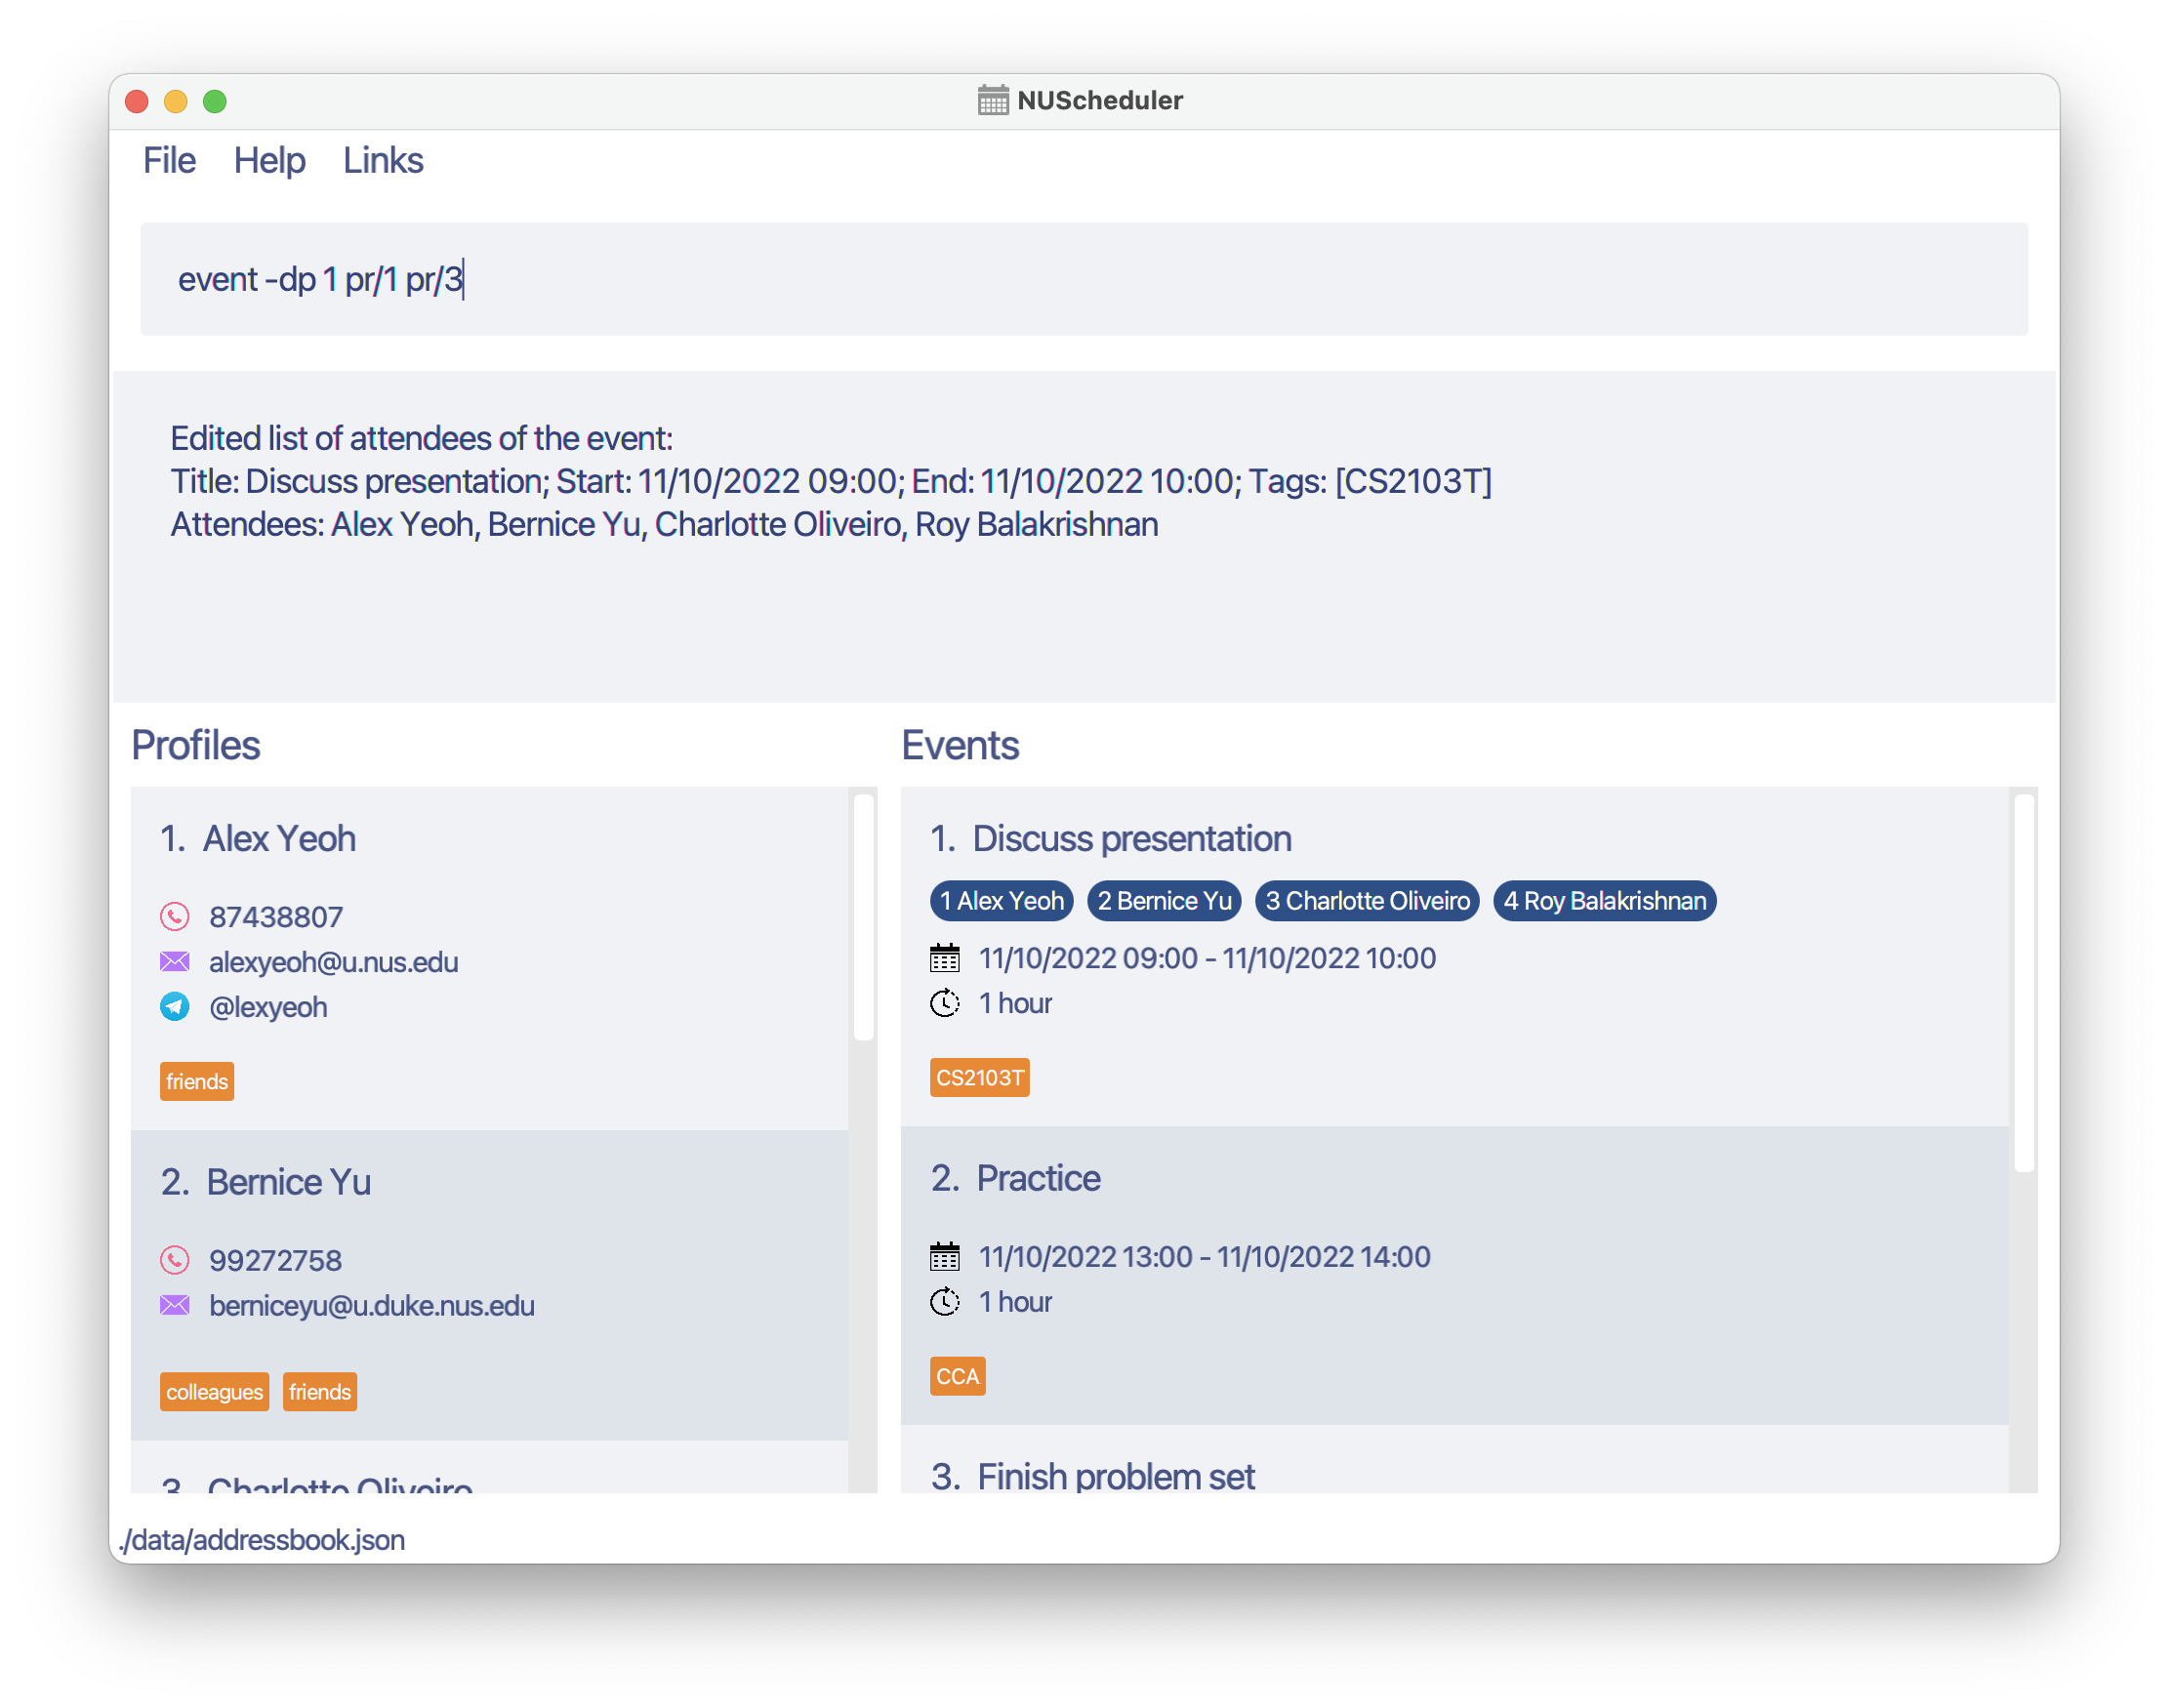 NUScheduler
File Help Links
event -dp 1 pr/1 pr/3
Edited list of attendees of the event:
Title: Discuss presentation; Start: 11/10/2022 09:00; End: 11/10/2022 10:00; Tags: [CS2103T]
Attendees: Alex Yeoh, Bernice Yu, Charlotte Oliveiro, Roy Balakrishnan
Profiles
1. Alex Yeoh
87438807
alexyeoh@u.nus.edu
@lexyeoh
friends
2. Bernice Yu
99272758
berniceyu@u.duke.nus.edu
colleagues friends
3. Charlotte Oliveiro
Events
1. Discuss presentation
1 Alex Yeoh 2 Bernice Yu 3 Charlotte Oliveiro 4 Roy Balakrishnan
11/10/2022 09:00 - 11/10/2022 10:00
1 hour
CS2103T
2. Practice
11/10/2022 13:00 - 11/10/2022 14:00
1 hour
CCA
3. Finish problem set
./data/addressbook.json